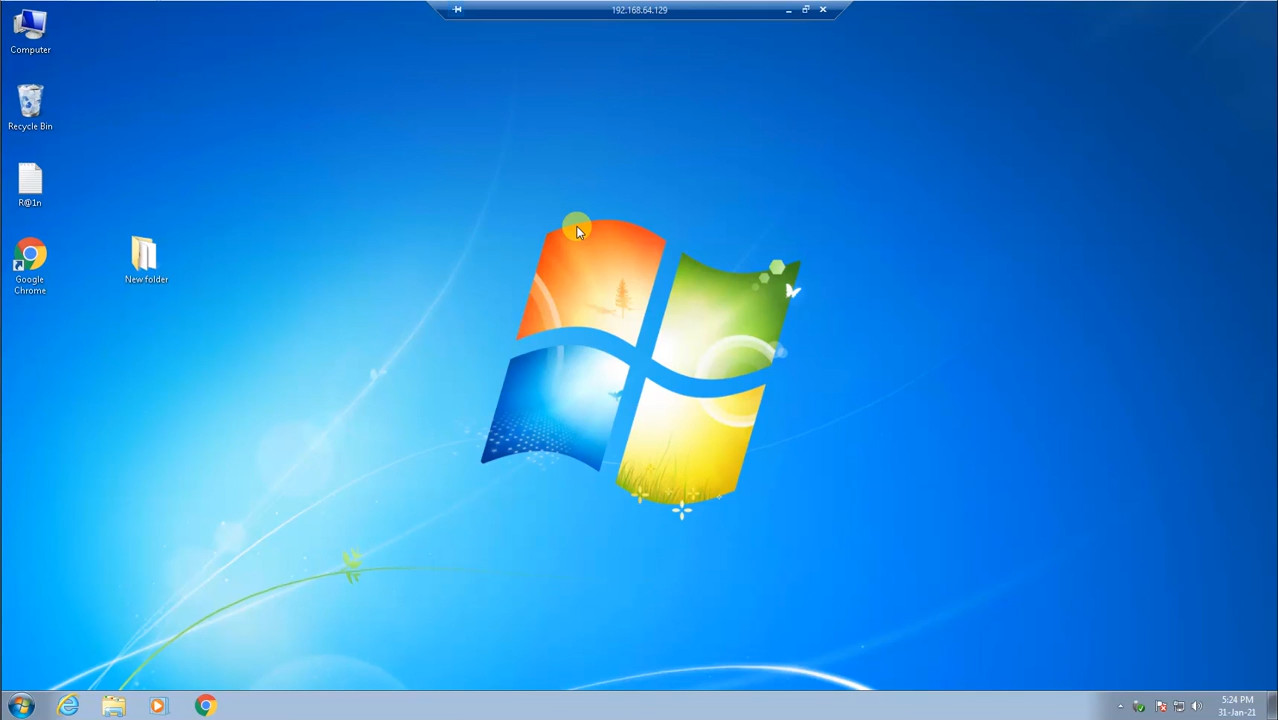 192.168.64.129
Computer
Recycle Bin
R@1n
Google
Chrome
New folder
5:24 PM
31-Jan-21